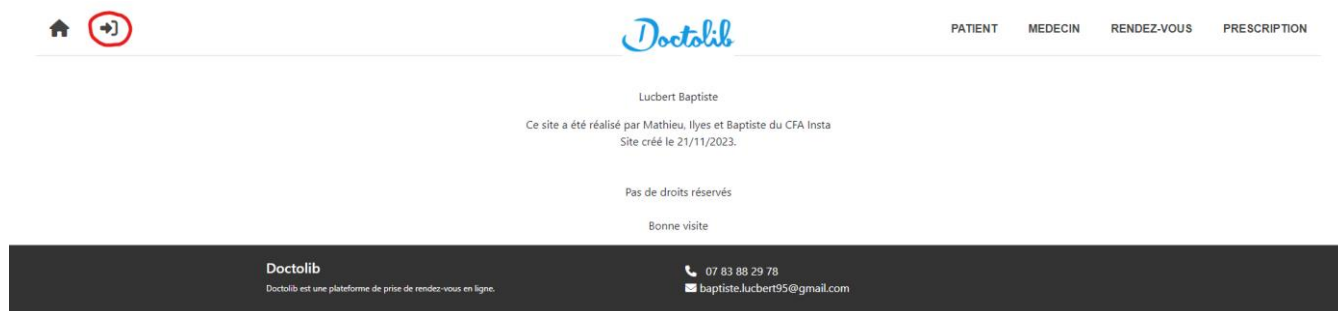 Doctolib
PATIENT MEDECIN RENDEZ-VOUS PRESCRIPTION
Lucbert Baptiste
Ce site a été réalisé par Mathieu, Ilyes et Baptiste du CFA Insta
Site créé le 21/11/2023.
Pas de droits réservés
Bonne visite
Doctolib
Doctolib est une plateforme de prise de rendez-vous en ligne.
07 83 88 29 78
baptiste.lucbert95@gmail.com